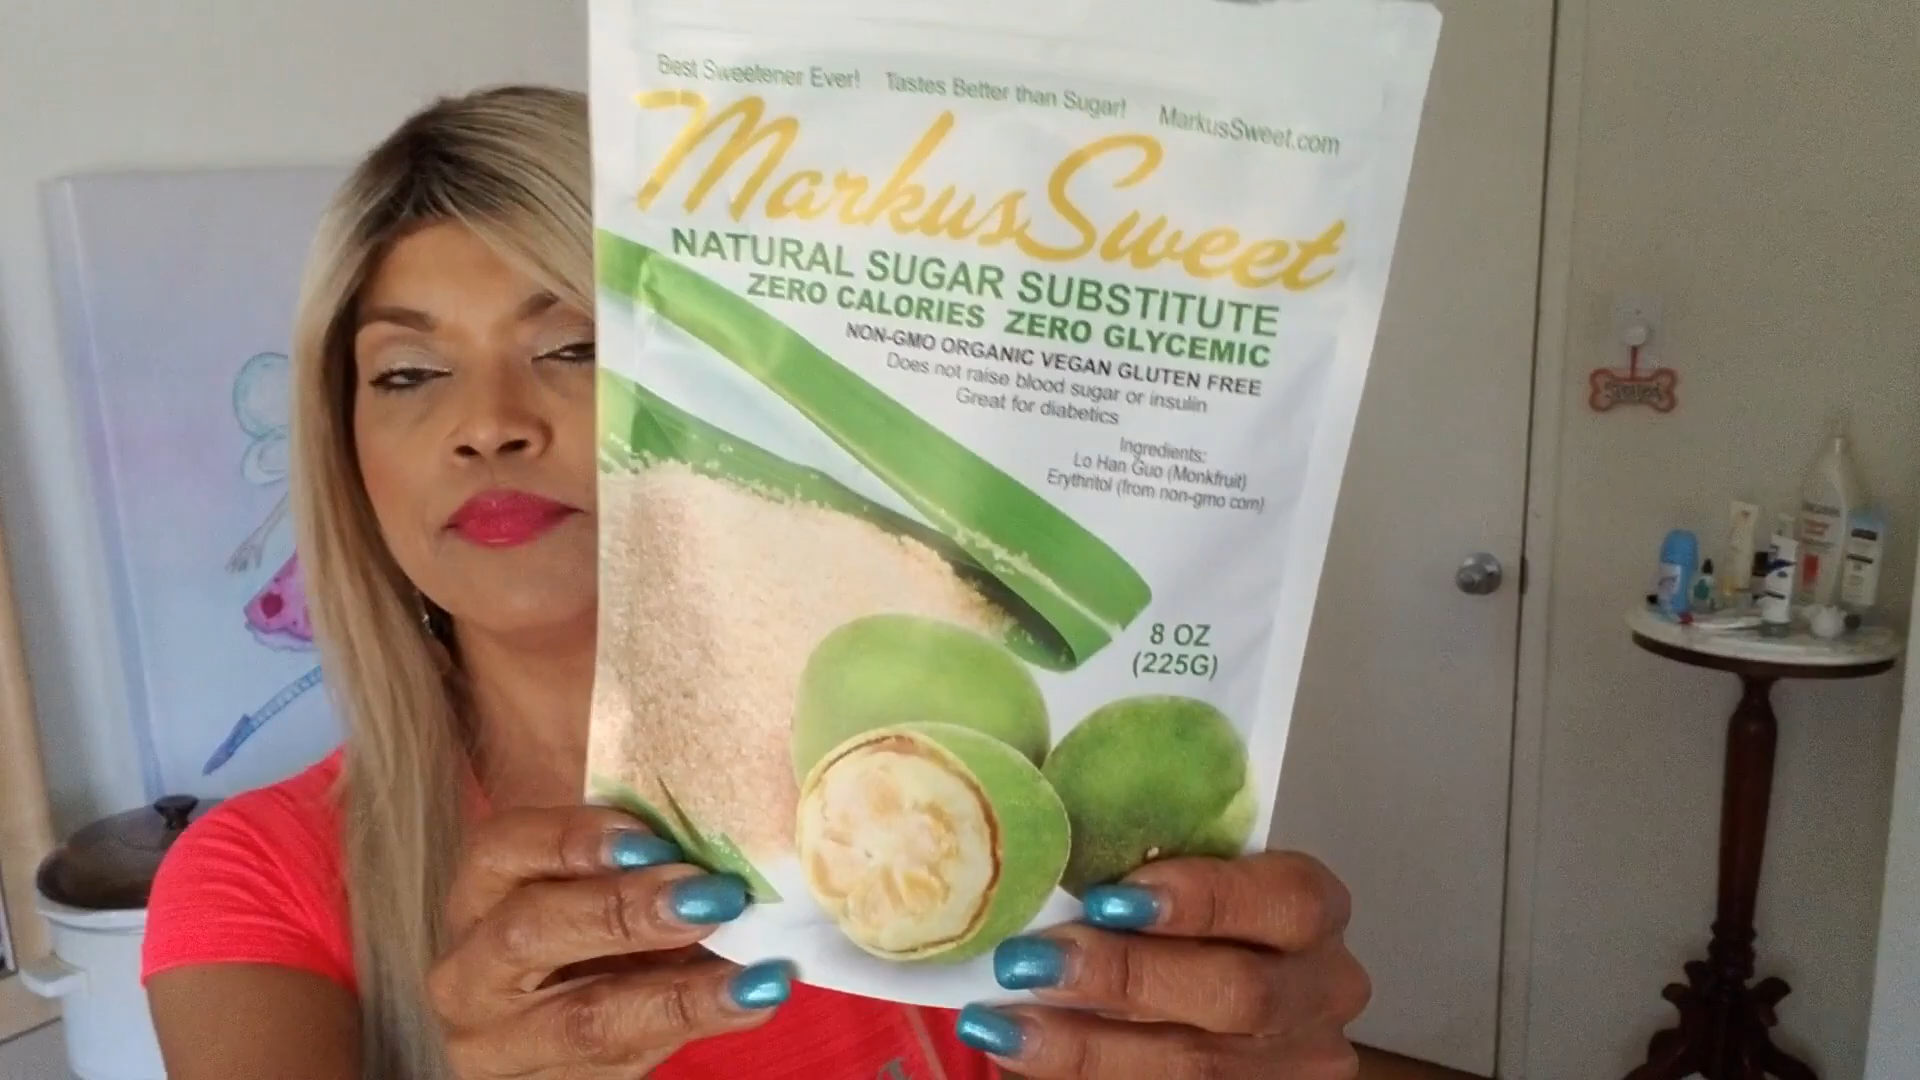 Best Sweetener Ever! Tastes Better than Sugar! MarkusSweet.com
MarkusSweet
NATURAL SUGAR SUBSTITUTE
ZERO CALORIES ZERO GLYCEMIC
NON-GMO ORGANIC VEGAN GLUTEN FREE
Does not raise blood sugar or insulin
Great for diabetics
Ingredients:
Lo Han Guo (Monkfruit)
Erythritol (from non-gmo corn)
8 OZ
(225G)